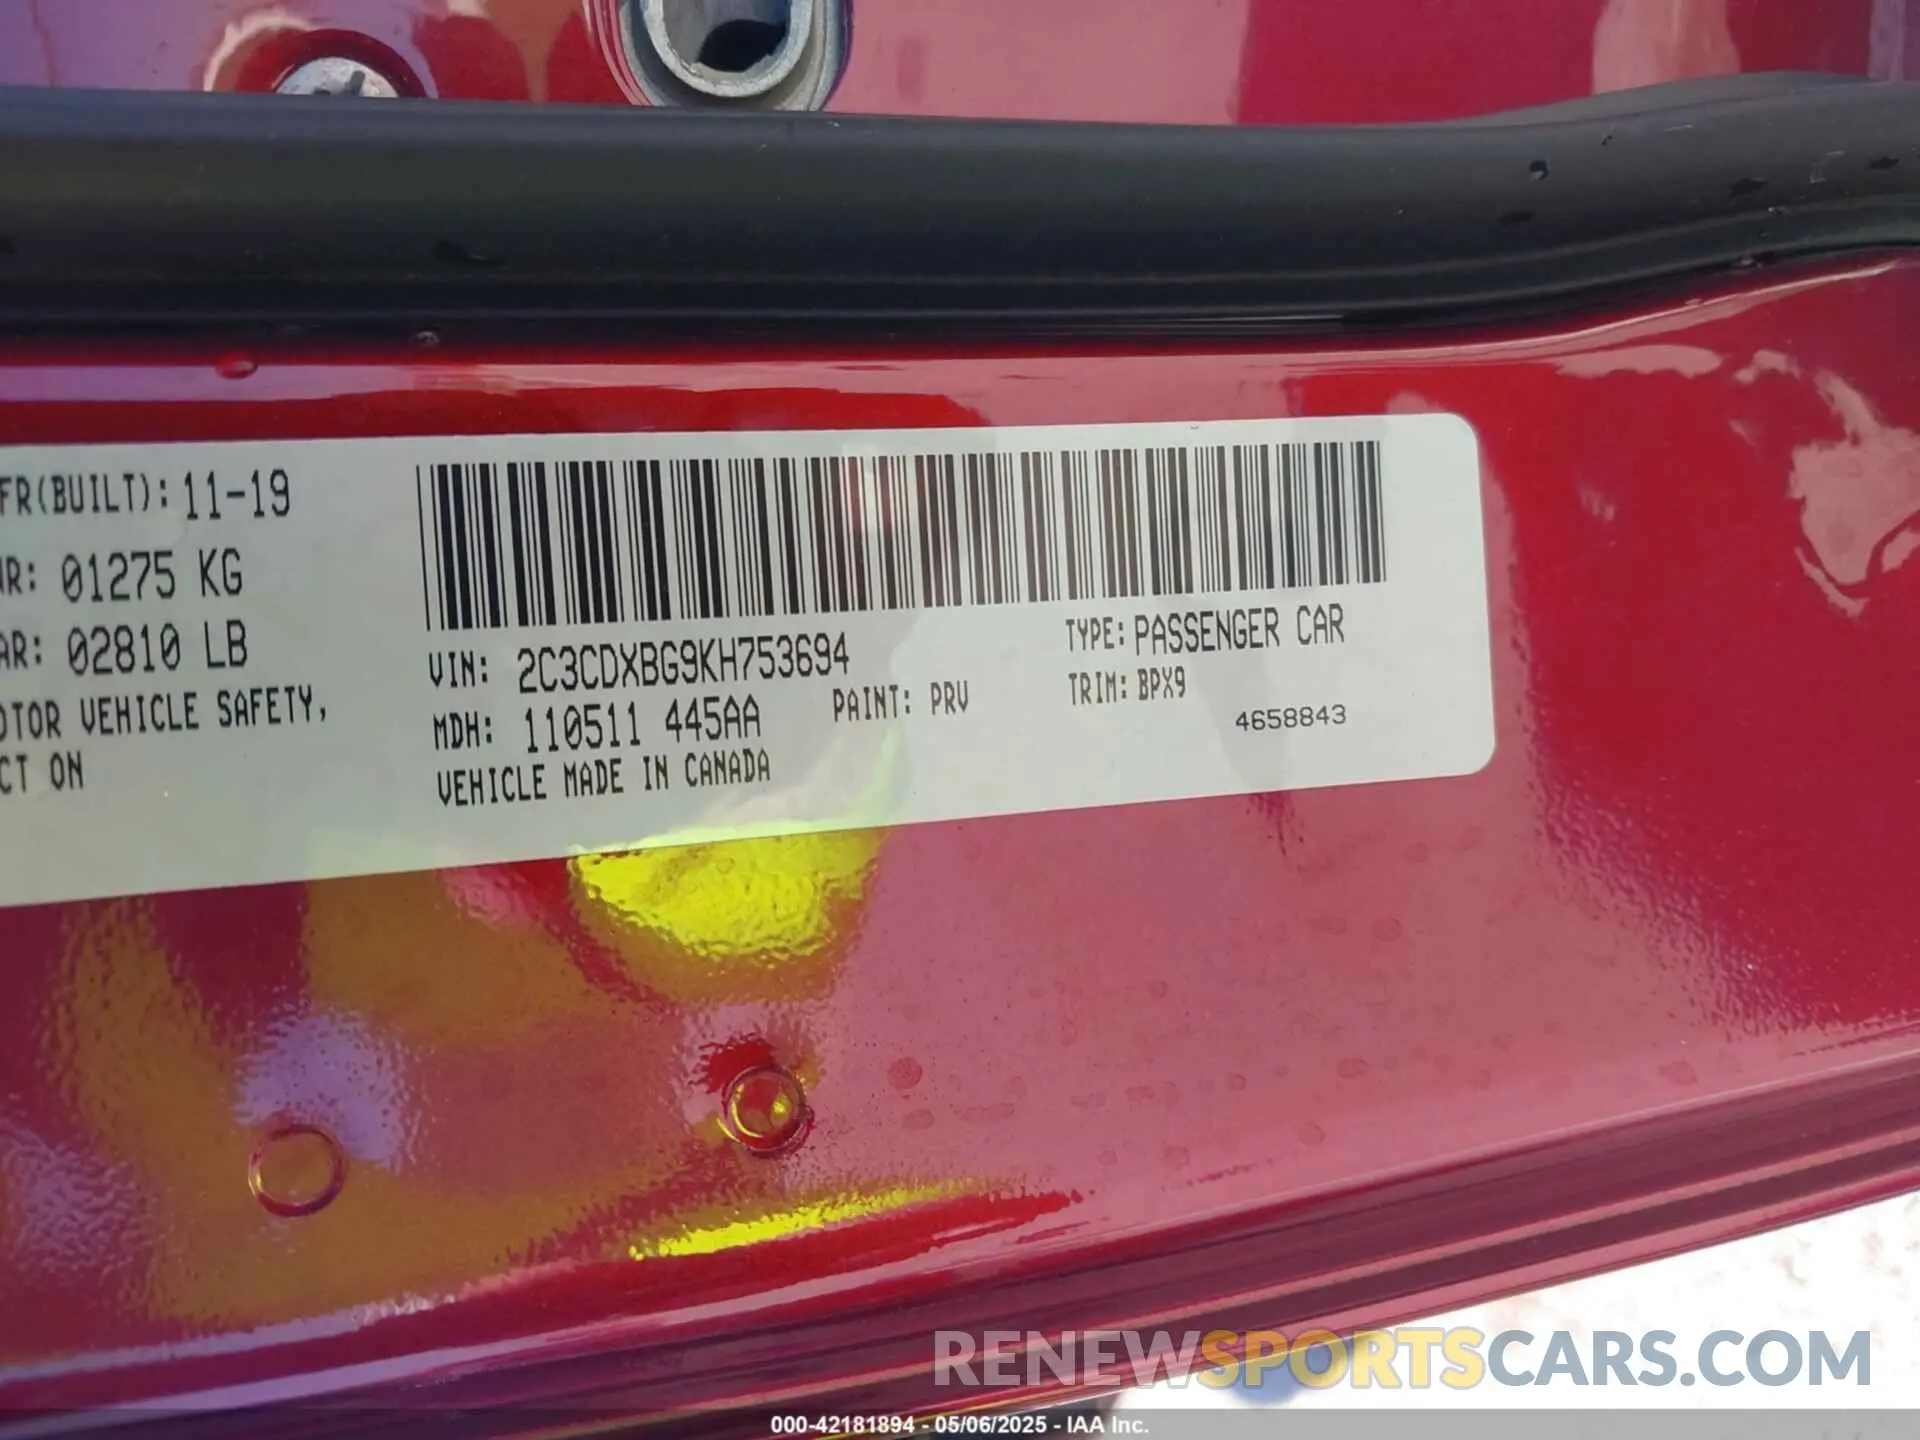 FR(BUILT): 11-19
R: 01275 KG
AR: 02810 LB
OTOR VEHICLE SAFETY,
CT ON
VIN: 2C3CDXBG9KH753694
MDH: 110511 445AA
PAINT: PRV
VEHICLE MADE IN CANADA
TYPE: PASSENGER CAR
TRIM: BPX9
4658843
RENEWSPORTSCARS.COM
000-42181894 - 05/06/2025 - IAA Inc.